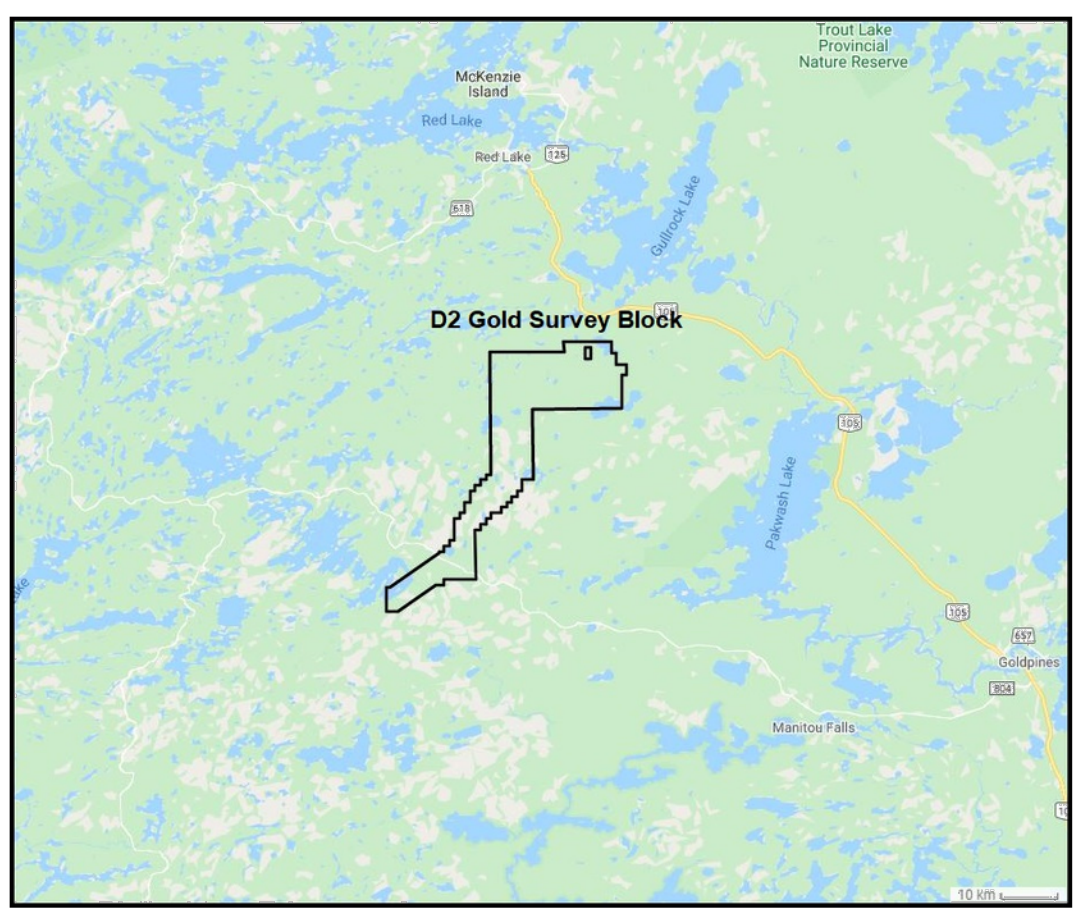 Trout Lake
Provincial
Nature Reserve
McKenzie
Island
Red Lake
Red Lake
125
618
Gullrock Lake
D2 Gold Survey Block
105
Pakwash Lake
105
657
Goldpines
804
Manitou Falls
10 km